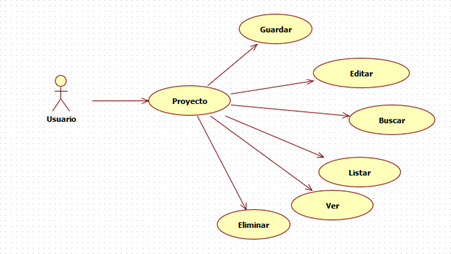 Guardar
Editar
Usuario
Proyecto
Buscar
Listar
Ver
Eliminar